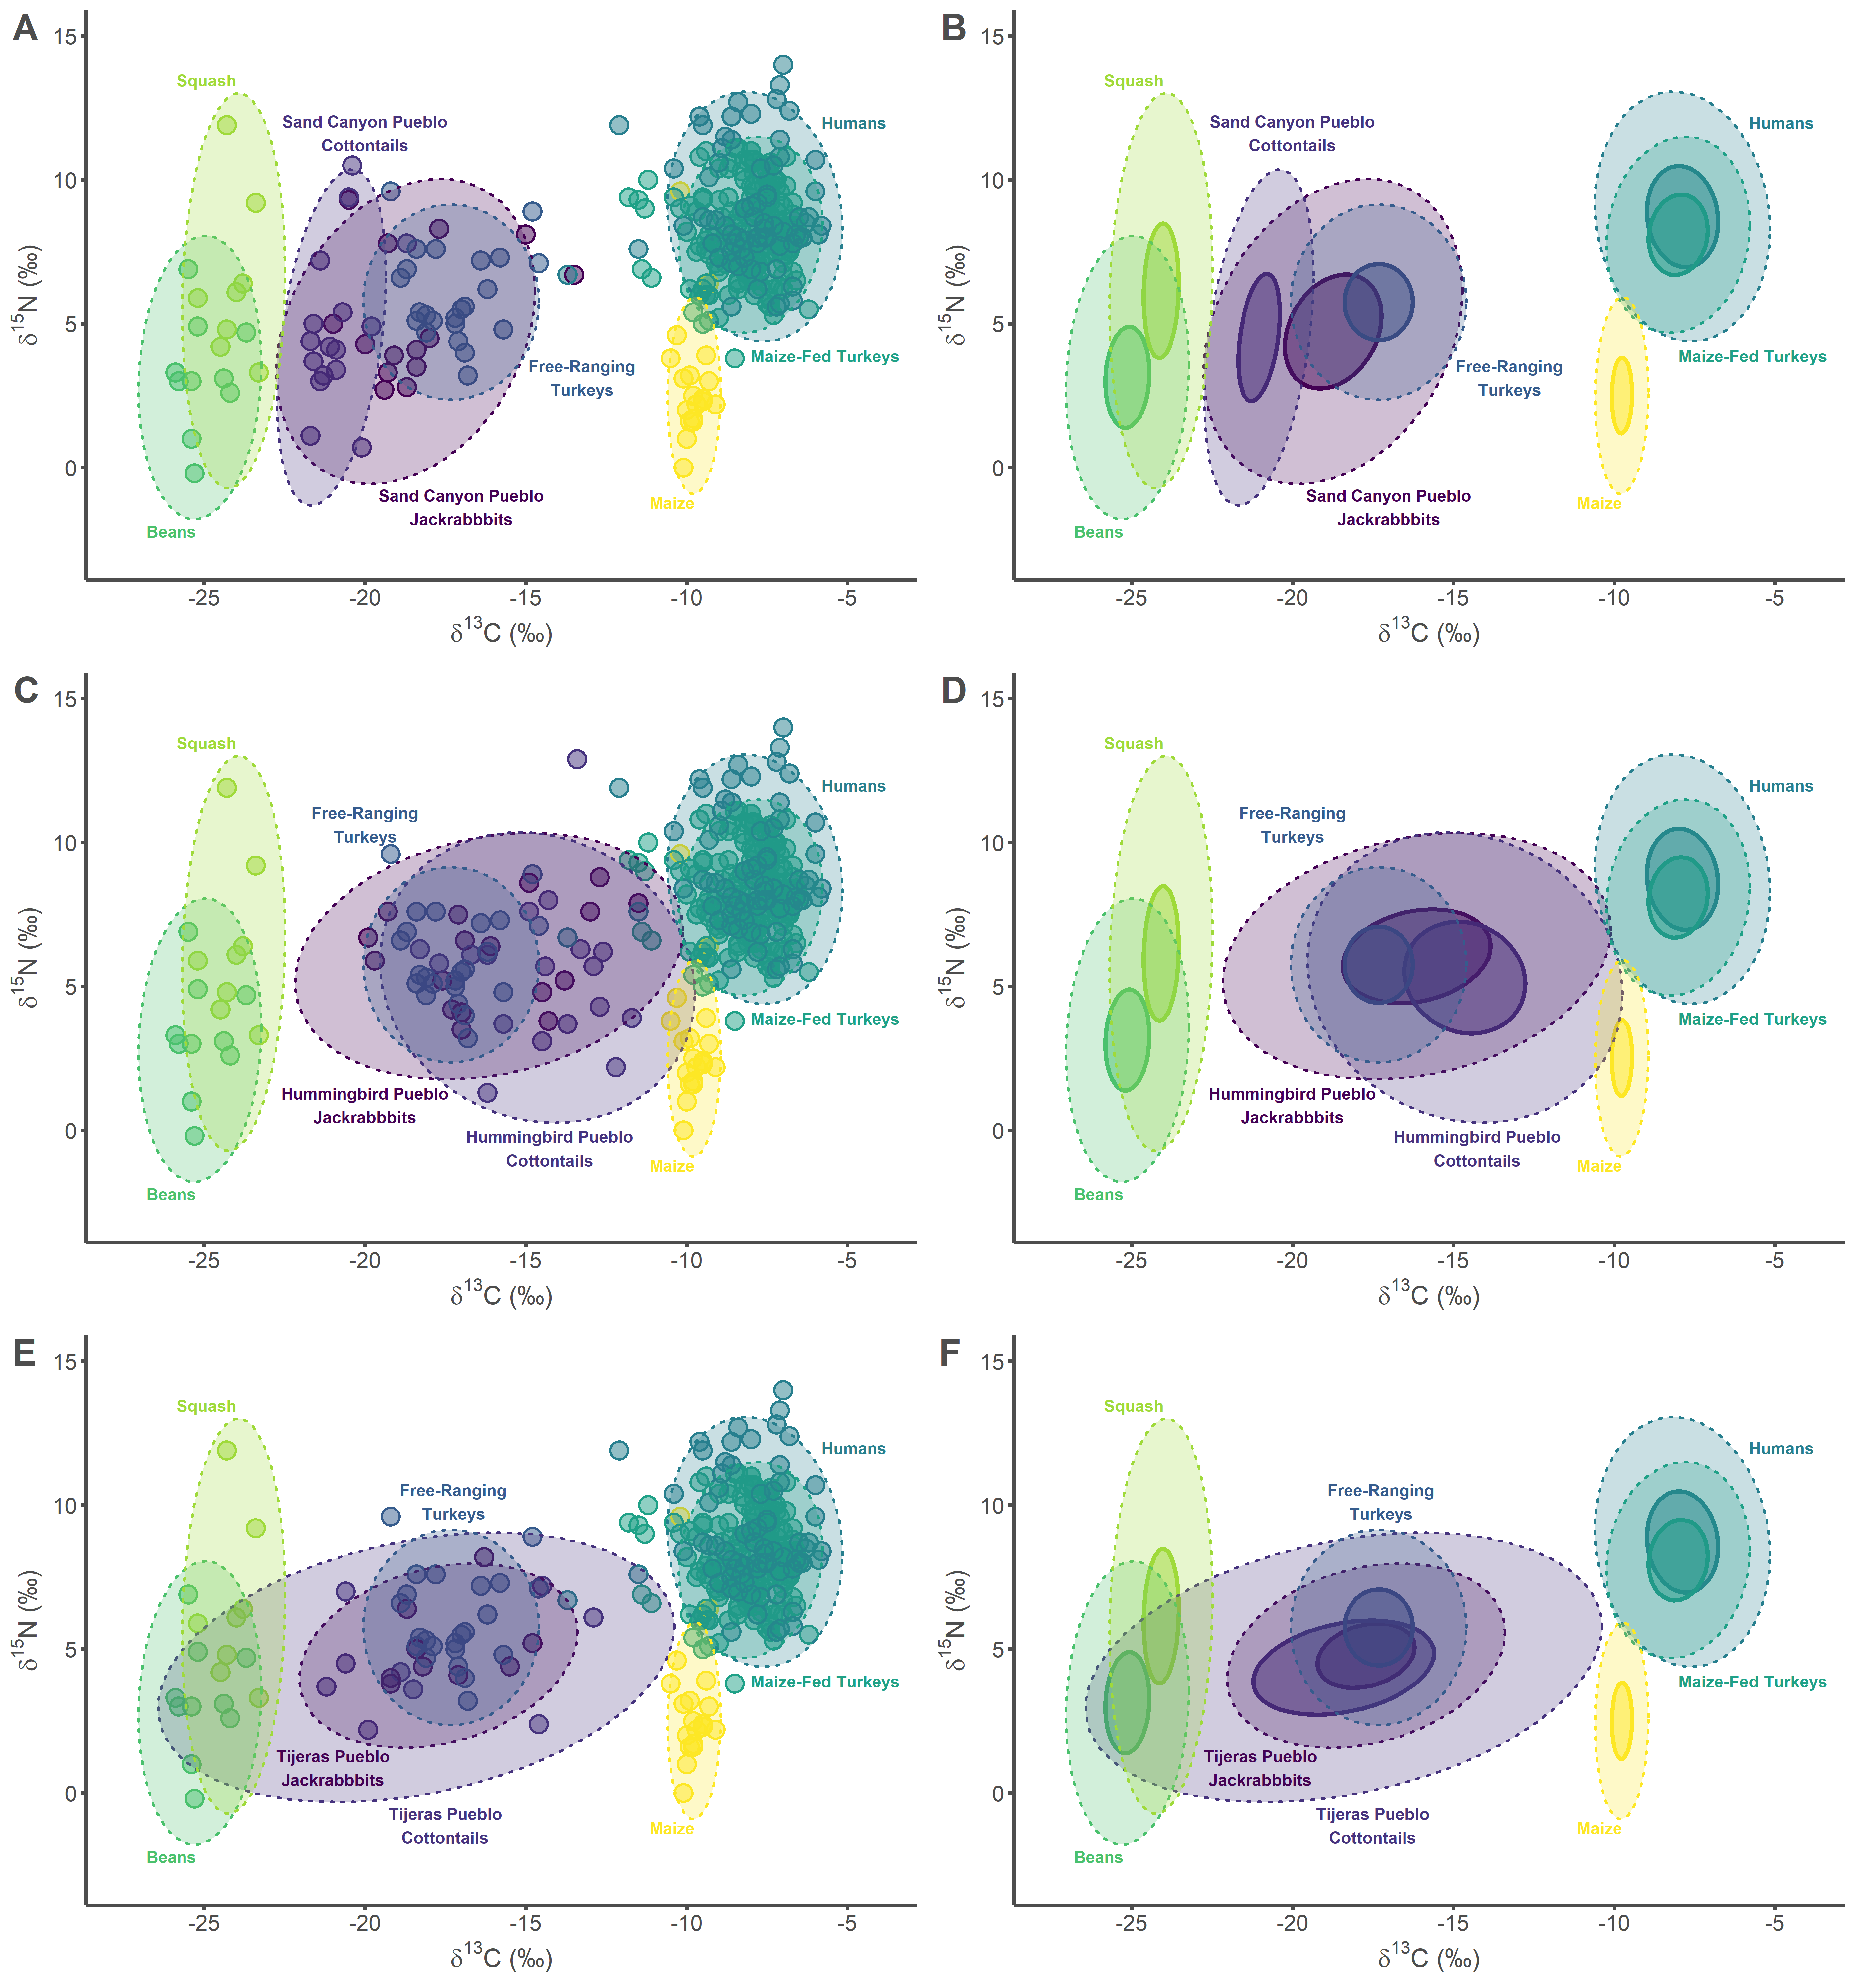 A
15
10
5
0
-25
-20
-15
-10
-5
δ15N (‰)
δ13C (‰)
Squash
Sand Canyon Pueblo
Cottontails
Humans
Free-Ranging
Turkeys
Maize-Fed Turkeys
Sand Canyon Pueblo
Jackrabbbits
Maize
Beans
B
15
10
5
0
-25
-20
-15
-10
-5
δ15N (‰)
δ13C (‰)
Squash
Sand Canyon Pueblo
Cottontails
Humans
Free-Ranging
Turkeys
Maize-Fed Turkeys
Sand Canyon Pueblo
Jackrabbbits
Maize
Beans
C
15
10
5
0
-25
-20
-15
-10
-5
δ15N (‰)
δ13C (‰)
Squash
Humans
Free-Ranging
Turkeys
Maize-Fed Turkeys
Hummingbird Pueblo
Jackrabbbits
Hummingbird Pueblo
Cottontails
Maize
Beans
D
15
10
5
0
-25
-20
-15
-10
-5
δ15N (‰)
δ13C (‰)
Squash
Humans
Free-Ranging
Turkeys
Maize-Fed Turkeys
Hummingbird Pueblo
Jackrabbbits
Hummingbird Pueblo
Cottontails
Maize
Beans
E
15
10
5
0
-25
-20
-15
-10
-5
δ15N (‰)
δ13C (‰)
Squash
Humans
Free-Ranging
Turkeys
Maize-Fed Turkeys
Tijeras Pueblo
Jackrabbbits
Tijeras Pueblo
Cottontails
Maize
Beans
F
15
10
5
0
-25
-20
-15
-10
-5
δ15N (‰)
δ13C (‰)
Squash
Humans
Free-Ranging
Turkeys
Maize-Fed Turkeys
Tijeras Pueblo
Jackrabbbits
Tijeras Pueblo
Cottontails
Maize
Beans